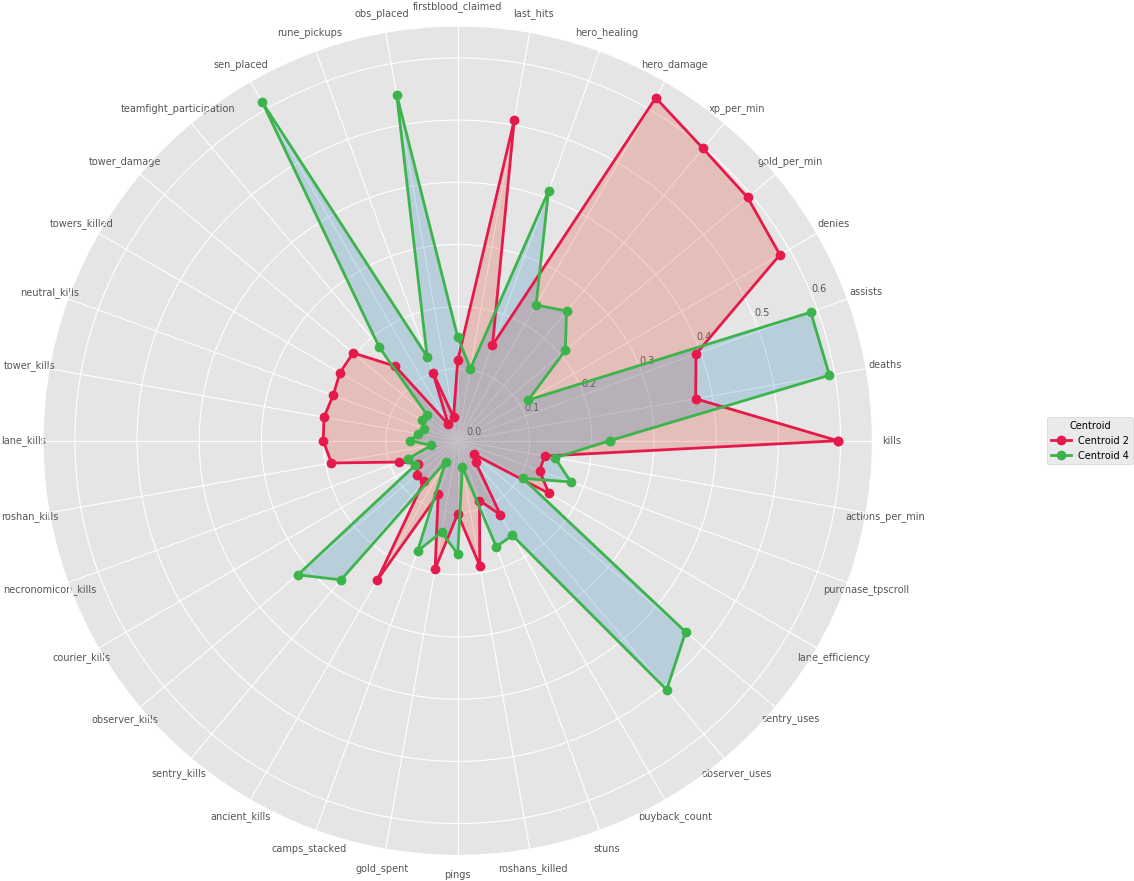 firstblood_claimed
obs_placed
last_hits
rune_pickups
hero_healing
sen_placed
hero_damage
teamfight_participation
xp_per_min
tower_damage
gold_per_min
towers_killed
denies
neutral_kills
assists
0.6
0.5
0.4
0.3
0.2
0.1
0.0
tower_kills
deaths
lane_kills
kills
Centroid
Centroid 2
Centroid 4
roshan_kills
actions_per_min
necronomicon_kills
purchase_tpscroll
courier_kills
lane_efficiency
observer_kills
sentry_uses
sentry_kills
observer_uses
ancient_kills
buyback_count
camps_stacked
stuns
gold_spent
roshans_killed
pings